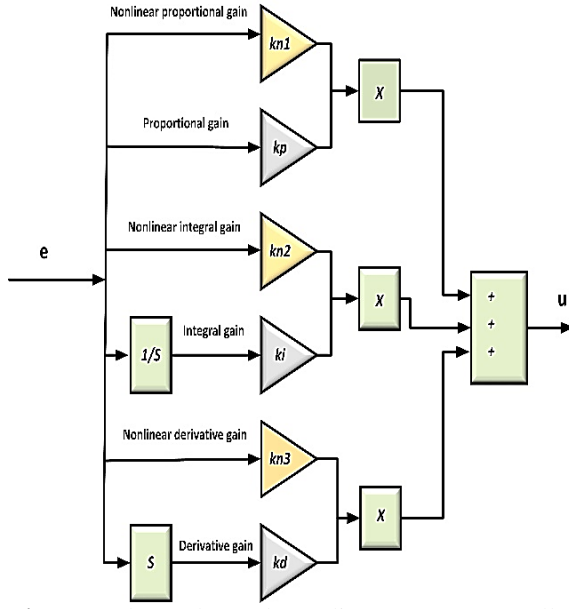 Nonlinear proportional gain
kn1
X
Proportional gain
kp
Nonlinear integral gain
kn2
e
X
u
+
+
+
Integral gain
1/S
ki
Nonlinear derivative gain
kn3
X
Derivative gain
S
kd